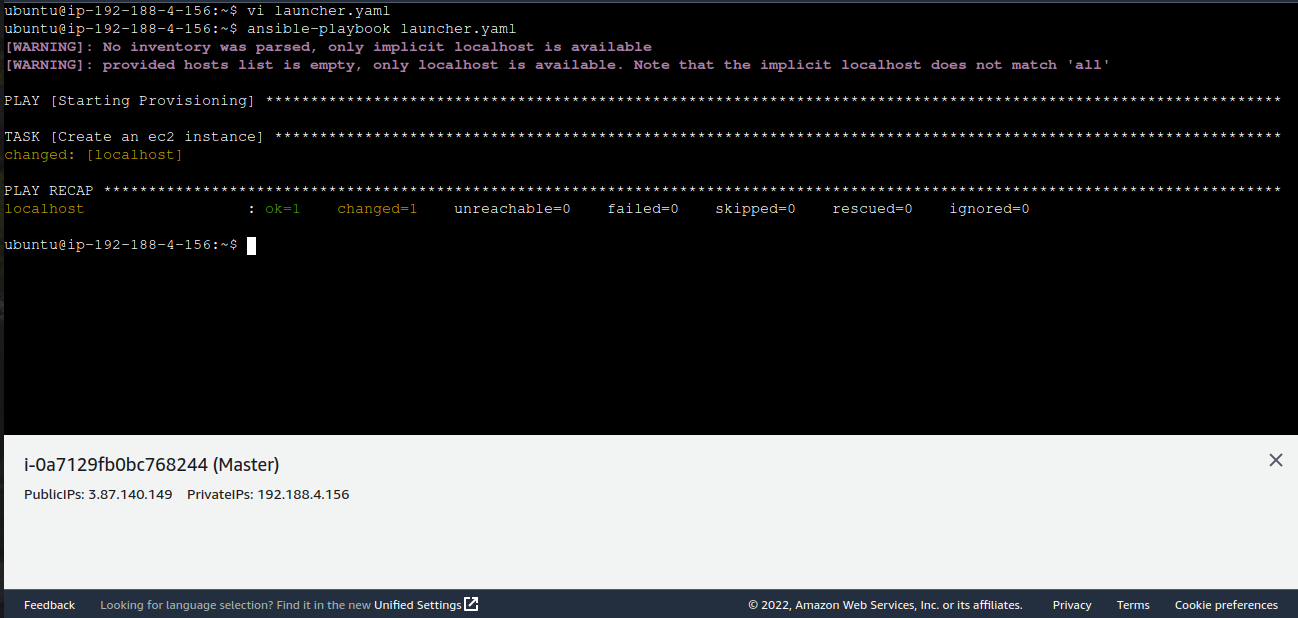 ubuntu@ip-192-188-4-156:~$ vi launcher.yaml
ubuntu@ip-192-188-4-156:~$ ansible-playbook launcher.yaml
[WARNING]: No inventory was parsed, only implicit localhost is available
[WARNING]: provided hosts list is empty, only localhost is available. Note that the implicit localhost does not match 'all'
PLAY [Starting Provisioning] *****************************************************************************************************************
TASK [Create an ec2 instance] ****************************************************************************************************************
changed: [localhost]
PLAY RECAP ***********************************************************************************************************************************
localhost : ok=1 changed=1 unreachable=0 failed=0 skipped=0 rescued=0 ignored=0
ubuntu@ip-192-188-4-156:~$
i-0a7129fb0bc768244 (Master)
PublicIPs: 3.87.140.149 PrivateIPs: 192.188.4.156
Feedback Looking for language selection? Find it in the new Unified Settings © 2022, Amazon Web Services, Inc. or its affiliates. Privacy Terms Cookie preferences